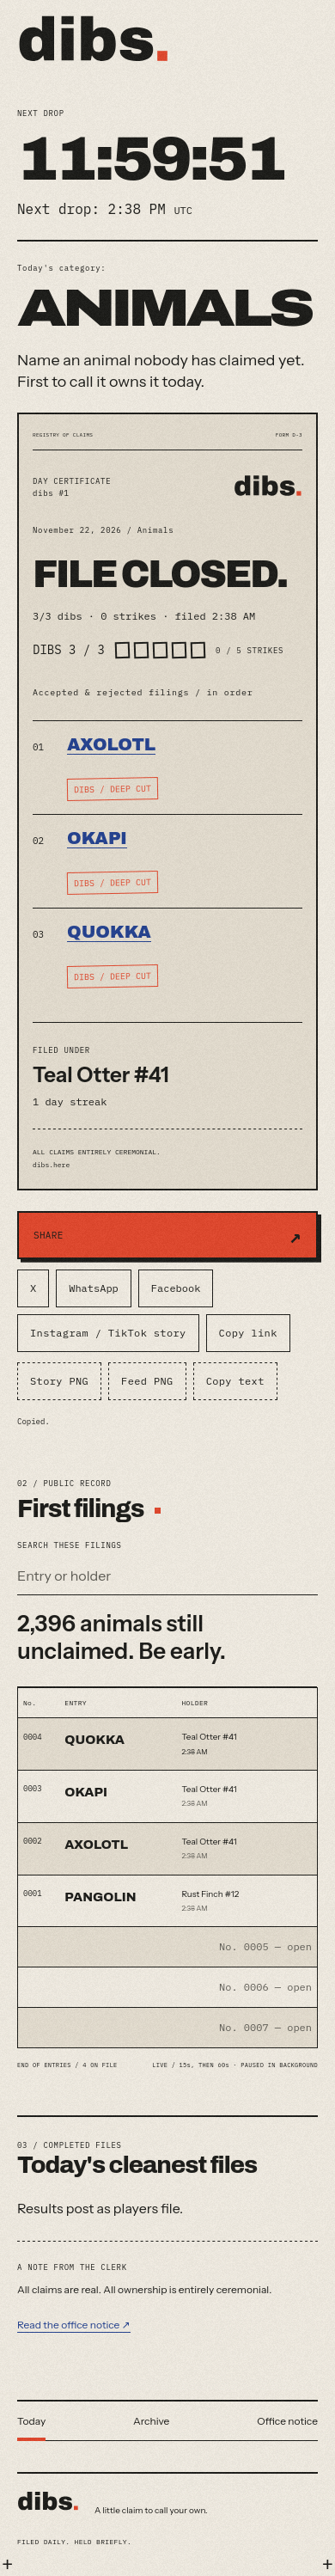 dibs.
NEXT DROP
11:59:51
Next drop: 2:38 PM UTC
Today's category:
ANIMALS
Name an animal nobody has claimed yet.
First to call it owns it today.
REGISTRY OF CLAIMS
FORM D-3
DAY CERTIFICATE
dibs #1
dibs.
November 22, 2026 / Animals
FILE CLOSED.
3/3 dibs · 0 strikes · filed 2:38 AM
DIBS 3 / 3
0 / 5 STRIKES
Accepted & rejected filings / in order
01 AXOLOTL
DIBS / DEEP CUT
02 OKAPI
DIBS / DEEP CUT
03 QUOKKA
DIBS / DEEP CUT
FILED UNDER
Teal Otter #41
1 day streak
ALL CLAIMS ENTIRELY CEREMONIAL.
dibs.here
SHARE ↗
X WhatsApp Facebook
Instagram / TikTok story Copy link
Story PNG Feed PNG Copy text
Copied.
02 / PUBLIC RECORD
First filings
SEARCH THESE FILINGS
Entry or holder
2,396 animals still
unclaimed. Be early.
No. ENTRY HOLDER
0004 QUOKKA Teal Otter #41
2:38 AM
0003 OKAPI Teal Otter #41
2:38 AM
0002 AXOLOTL Teal Otter #41
2:38 AM
0001 PANGOLIN Rust Finch #12
2:38 AM
No. 0005 — open
No. 0006 — open
No. 0007 — open
END OF ENTRIES / 4 ON FILE
LIVE / 15s, THEN 60s · PAUSED IN BACKGROUND
03 / COMPLETED FILES
Today's cleanest files
Results post as players file.
A NOTE FROM THE CLERK
All claims are real. All ownership is entirely ceremonial.
Read the office notice ↗
Today Archive Office notice
dibs. A little claim to call your own.
FILED DAILY. HELD BRIEFLY.
+ +